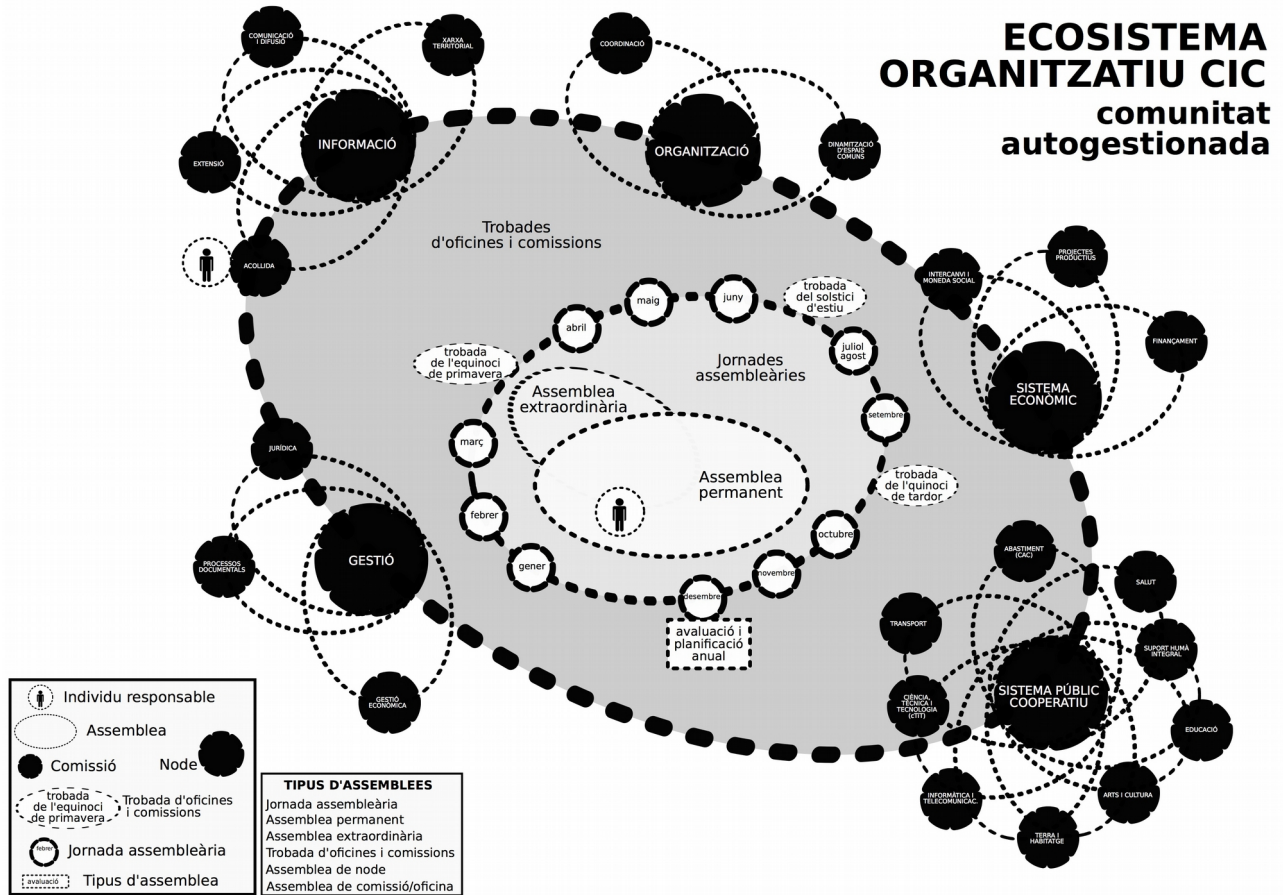 ECOSISTEMA
ORGANITZATIU CIC
comunitat
autogestionada
COMUNICACIÓ
I DIFUSIÓ
XARXA
TERRITORIAL
EXTENSIÓ
INFORMACIÓ
ACOLLIDA
COORDINACIÓ
ORGANITZACIÓ
DINAMITZACIÓ
D'ESPAIS
COMUNS
Trobades
d'oficines i comissions
INTERCANVI I
MONEDA SOCIAL
PROJECTES
PRODUCTIUS
FINANÇAMENT
SISTEMA
ECONÒMIC
abril
maig
juny
trobada
del solstici
d'estiu
juliol
agost
setembre
trobada
de l'quinoci
de tardor
octubre
novembre
desembre
avaluació i
planificació
anual
gener
febrer
març
trobada
de l'equinoci
de primavera
Jornades
assembleàries
Assemblea
extraordinària
Assemblea
permanent
JURÍDICA
GESTIÓ
PROCESSOS
DOCUMENTALS
GESTIÓ
ECONÒMICA
ABASTIMENT
(CAC)
SALUT
TRANSPORT
SUPORT HUMÀ
INTEGRAL
CIÈNCIA,
TÈCNICA I
TECNOLOGIA
(cTIT)
SISTEMA PÚBLIC
COOPERATIU
EDUCACIÓ
INFORMÀTICA I
TELECOMUNICAC.
ARTS I CULTURA
TERRA I
HABITATGE
Individu responsable
Assemblea
Comissió
Node
trobada
de l'equinoci
de primavera
Trobada d'oficines
i comissions
febrer
Jornada assembleària
avaluació
Tipus d'assemblea
TIPUS D'ASSEMBLEES
Jornada assembleària
Assemblea permanent
Assemblea extraordinària
Trobada d'oficines i comissions
Assemblea de node
Assemblea de comissió/oficina